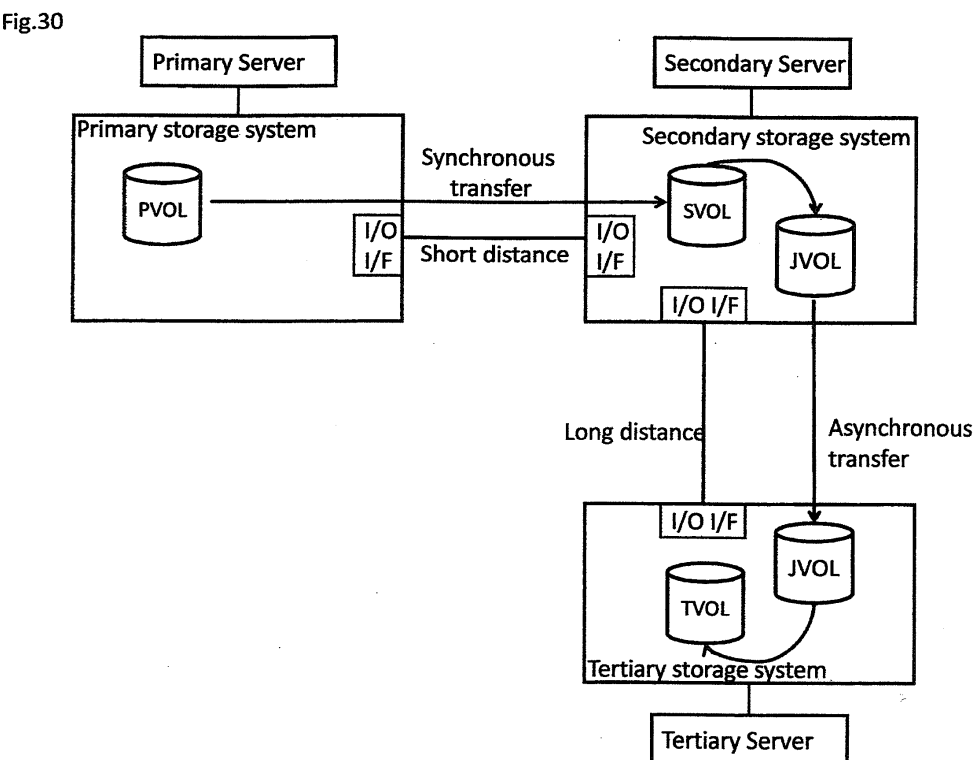 Fig.30
Primary Server
Secondary Server
Primary storage system
Secondary storage system
PVOL
Synchronous
transfer
SVOL
JVOL
I/O
I/F
Short distance
I/O
I/F
I/O I/F
Long distance
Asynchronous
transfer
I/O I/F
JVOL
TVOL
Tertiary storage system
Tertiary Server